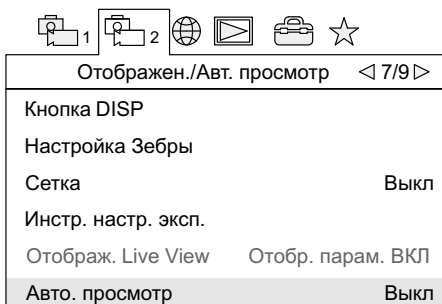 1 2
Отображен./Авт. просмотр 7/9
Кнопка DISP
Настройка Зебры
Сетка Выкл
Инстр. настр. эксп.
Отображ. Live View Отобр. парам. ВКЛ
Авто. просмотр Выкл